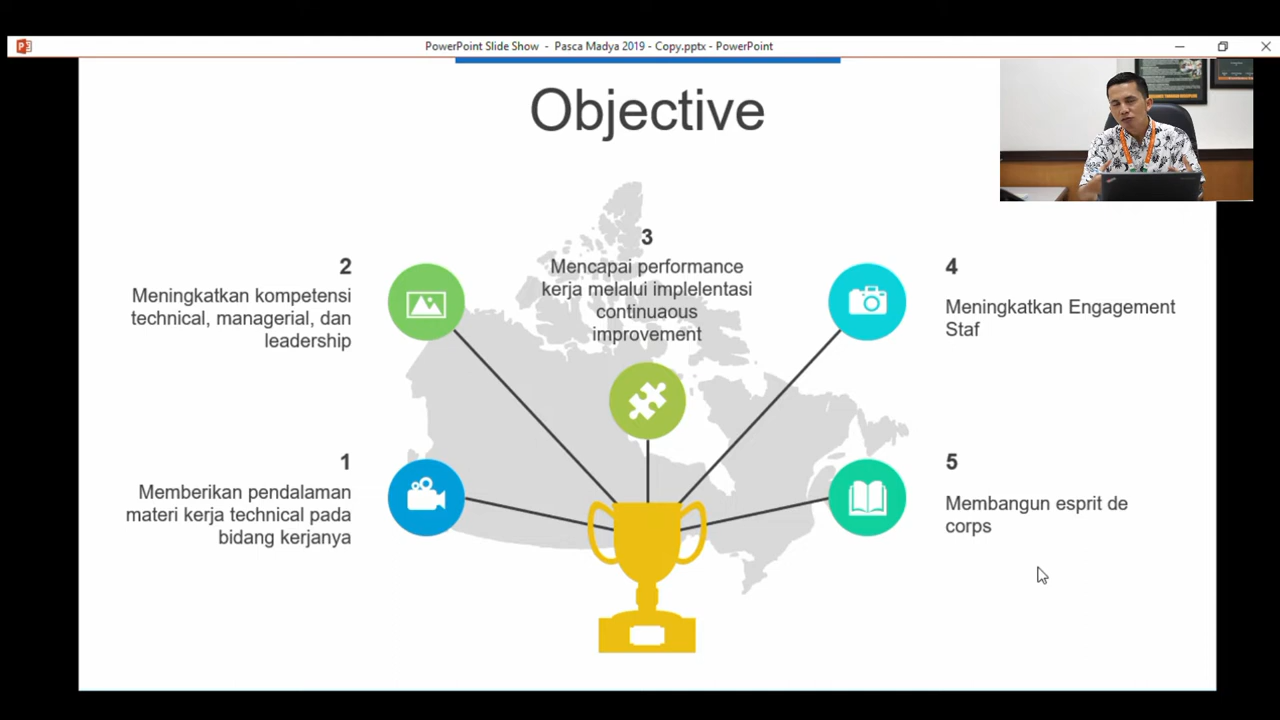 PowerPoint Slide Show - Pasca Madya 2019 - Copy.pptx - PowerPoint
Objective
1
Memberikan pendalaman
materi kerja technical pada
bidang kerjanya
2
Meningkatkan kompetensi
technical, managerial, dan
leadership
3
Mencapai performance
kerja melalui implelentasi
continuaous
improvement
4
Meningkatkan Engagement
Staf
5
Membangun esprit de
corps